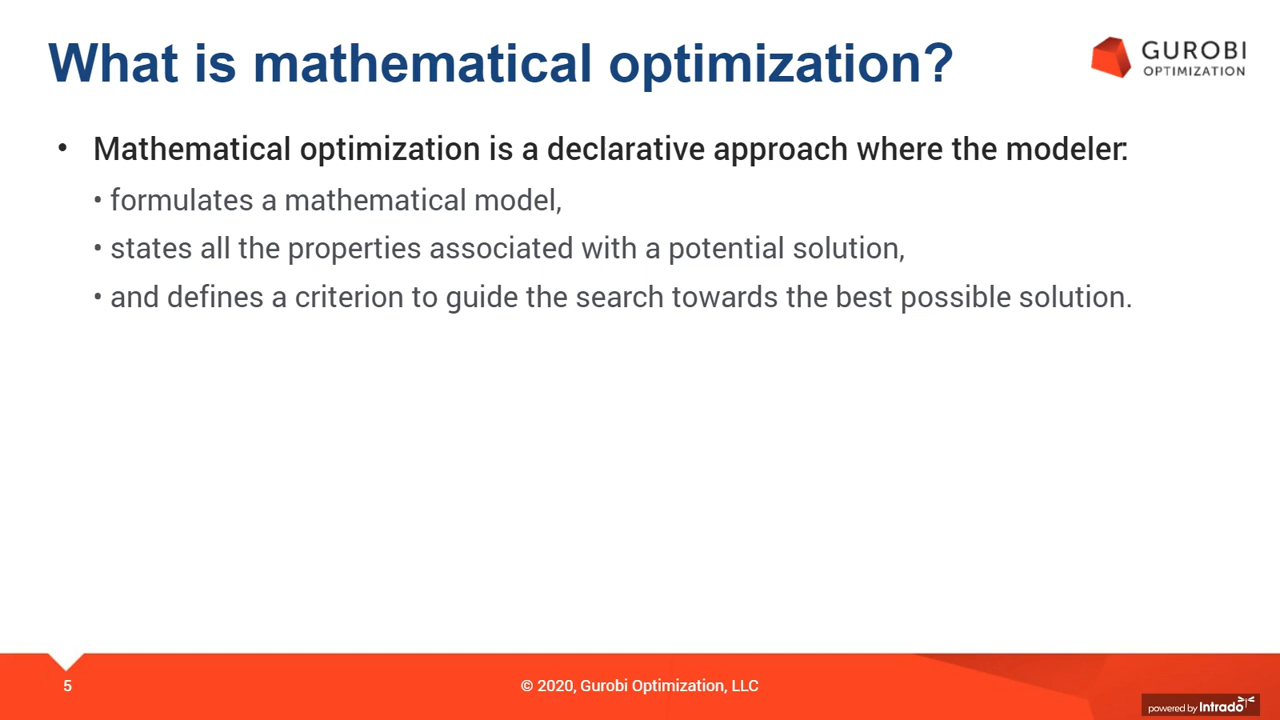 What is mathematical optimization?
GUROBI
OPTIMIZATION
• Mathematical optimization is a declarative approach where the modeler:
• formulates a mathematical model,
• states all the properties associated with a potential solution,
• and defines a criterion to guide the search towards the best possible solution.
5
© 2020, Gurobi Optimization, LLC
powered by Intrado